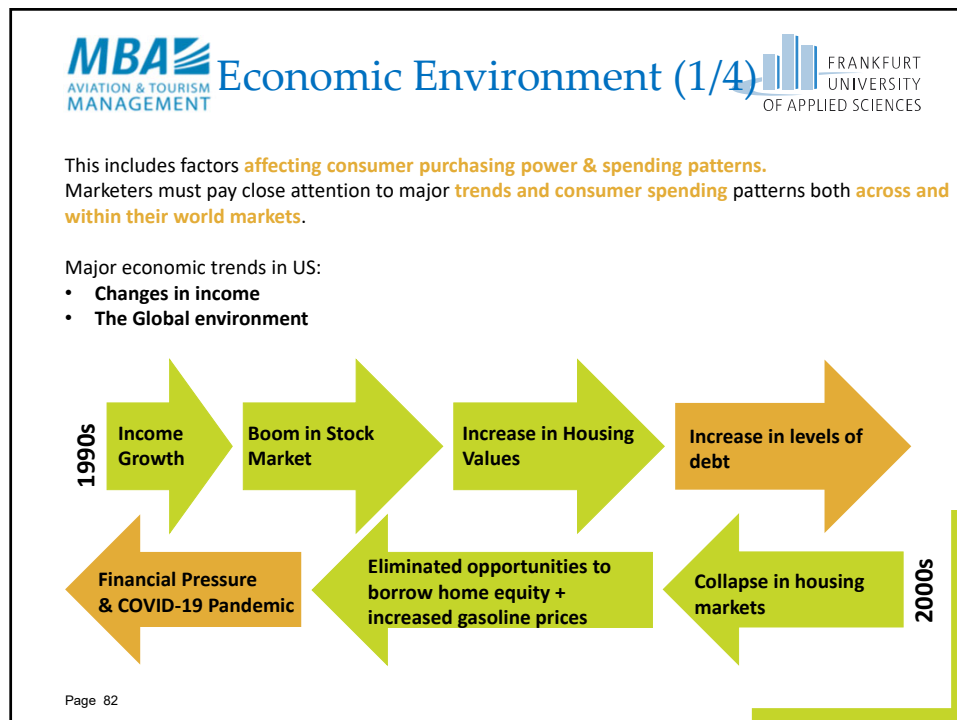 MBA
AVIATION & TOURISM
MANAGEMENT
Economic Environment (1/4)
FRANKFURT
UNIVERSITY
OF APPLIED SCIENCES
This includes factors affecting consumer purchasing power & spending patterns.
Marketers must pay close attention to major trends and consumer spending patterns both across and
within their world markets.
Major economic trends in US:
• Changes in income
• The Global environment
1990s
Income
Growth
Boom in Stock
Market
Increase in Housing
Values
Increase in levels of
debt
Financial Pressure
& COVID-19 Pandemic
Eliminated opportunities to
borrow home equity +
increased gasoline prices
Collapse in housing
markets
2000s
Page 82